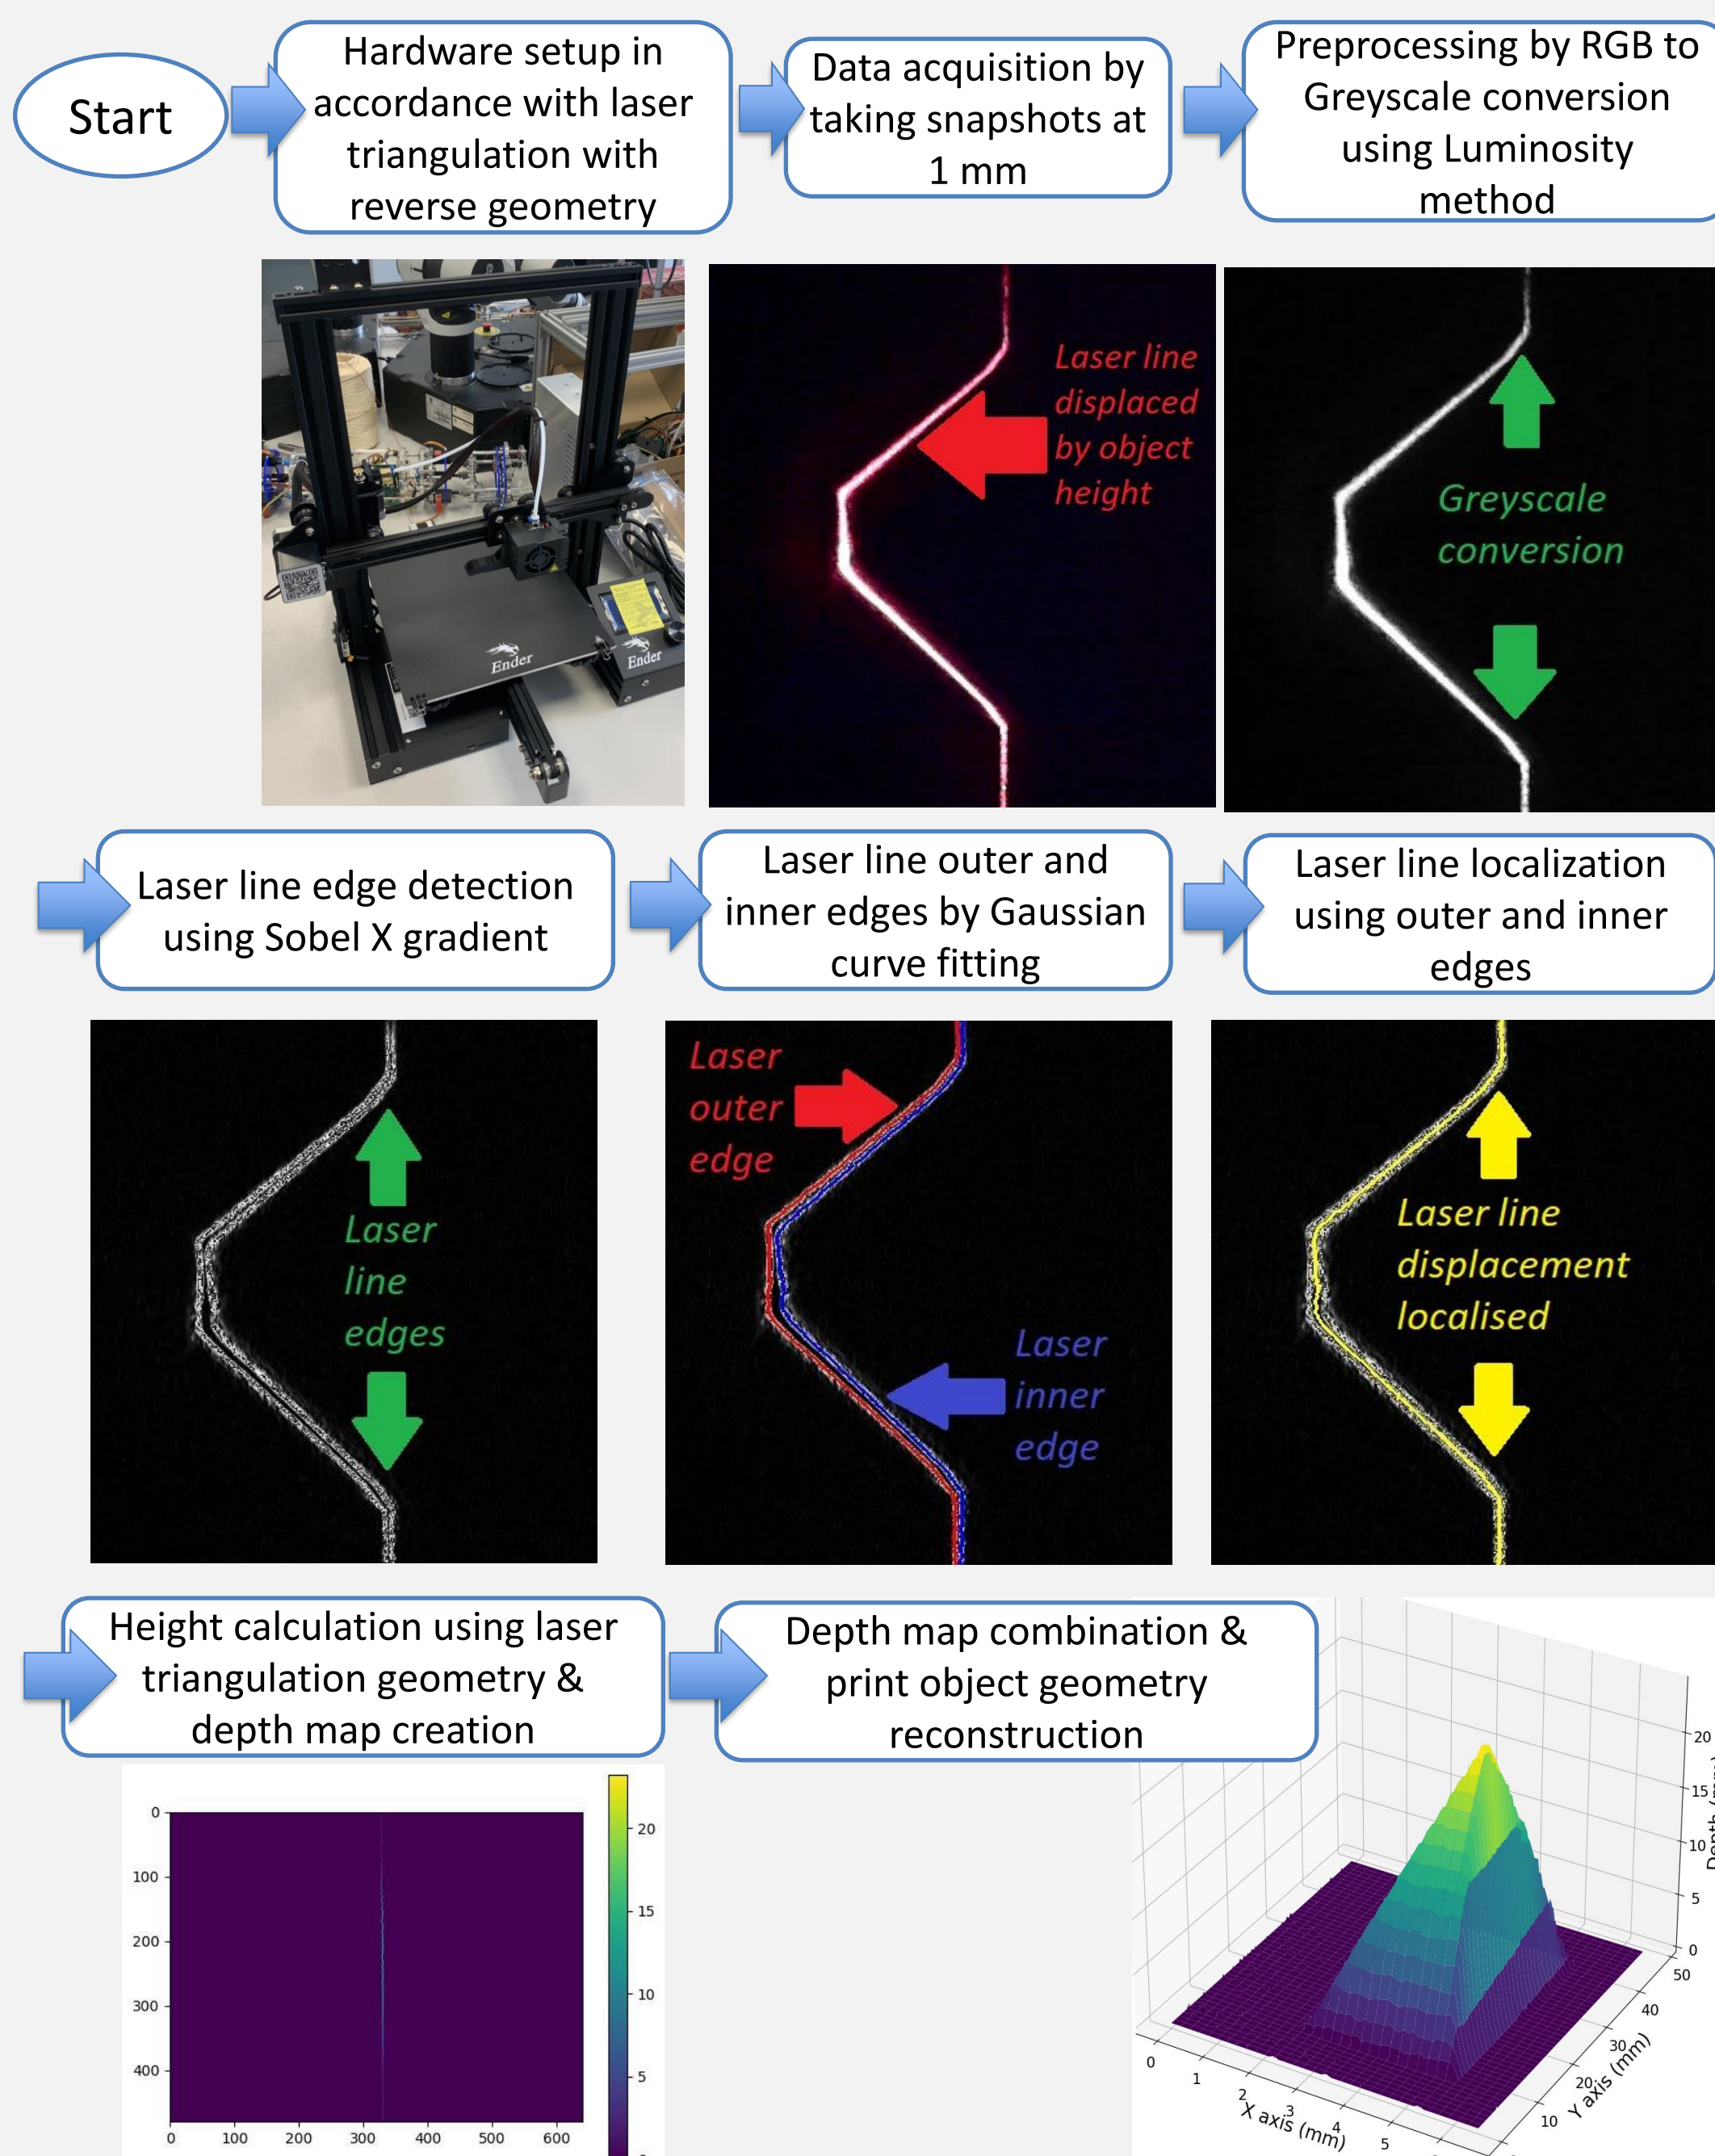 Start
Hardware setup in
accordance with laser
triangulation with
reverse geometry
Data acquisition by
taking snapshots at
1 mm
Preprocessing by RGB to
Greyscale conversion
using Luminosity
method
Ender
Ender
Laser line
displaced
by object
height
Greyscale
conversion
Laser line edge detection
using Sobel X gradient
Laser line outer and
inner edges by Gaussian
curve fitting
Laser line localization
using outer and inner
edges
Laser
line
edges
Laser
outer
edge
Laser
inner
edge
Laser line
displacement
localised
Height calculation using laser
triangulation geometry &
depth map creation
Depth map combination &
print object geometry
reconstruction
0
100
200
300
400
0 100 200 300 400 500 600
20
15
10
5
20
15
10
5
0
50
40
30
20
10
Y axis (mm)
0
1
2
3
4
5
X axis (mm)